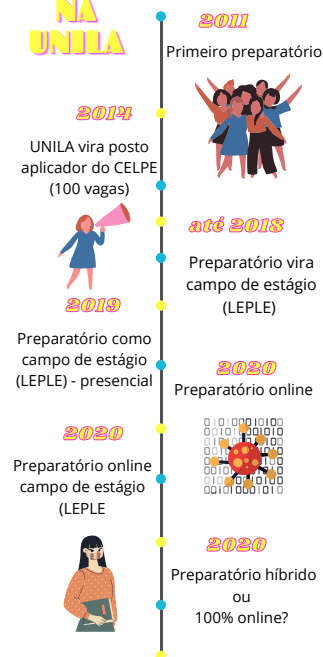 NA
UNILA
2011
Primeiro preparatório
2014
UNILA vira posto
aplicador do CELPE
(100 vagas)
até 2018
Preparatório vira
campo de estágio
(LEPLE)
2019
Preparatório como
campo de estágio
(LEPLE) - presencial
2020
Preparatório online
2020
Preparatório online
campo de estágio
(LEPLE
2020
Preparatório híbrido
ou
100% online?